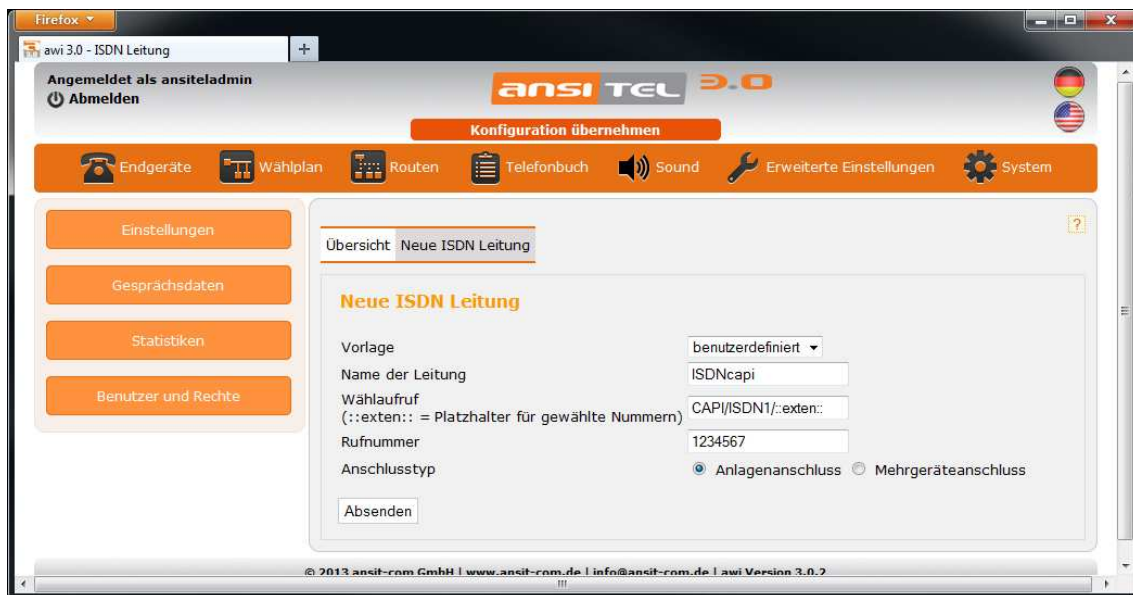 Firefox
awi 3.0 - ISDN Leitung
+
Angemeldet als ansiteladmin
Abmelden
ansi TEL 3.0
Konfiguration übernehmen
Endgeräte Wählplan Routen Telefonbuch Sound Erweiterte Einstellungen System
Einstellungen
Gesprächsdaten
Statistiken
Benutzer und Rechte
?
Übersicht Neue ISDN Leitung
Neue ISDN Leitung
Vorlage benutzerdefiniert
Name der Leitung ISDNcapi
Wählaufruf
(::exten:: = Platzhalter für gewählte Nummern) CAPI/ISDN1/::exten::
Rufnummer 1234567
Anschlusstyp Anlagenanschluss Mehrgeräteanschluss
Absenden
© 2013 ansit-com GmbH | www.ansit-com.de | info@ansit-com.de | awi Version 3.0.2